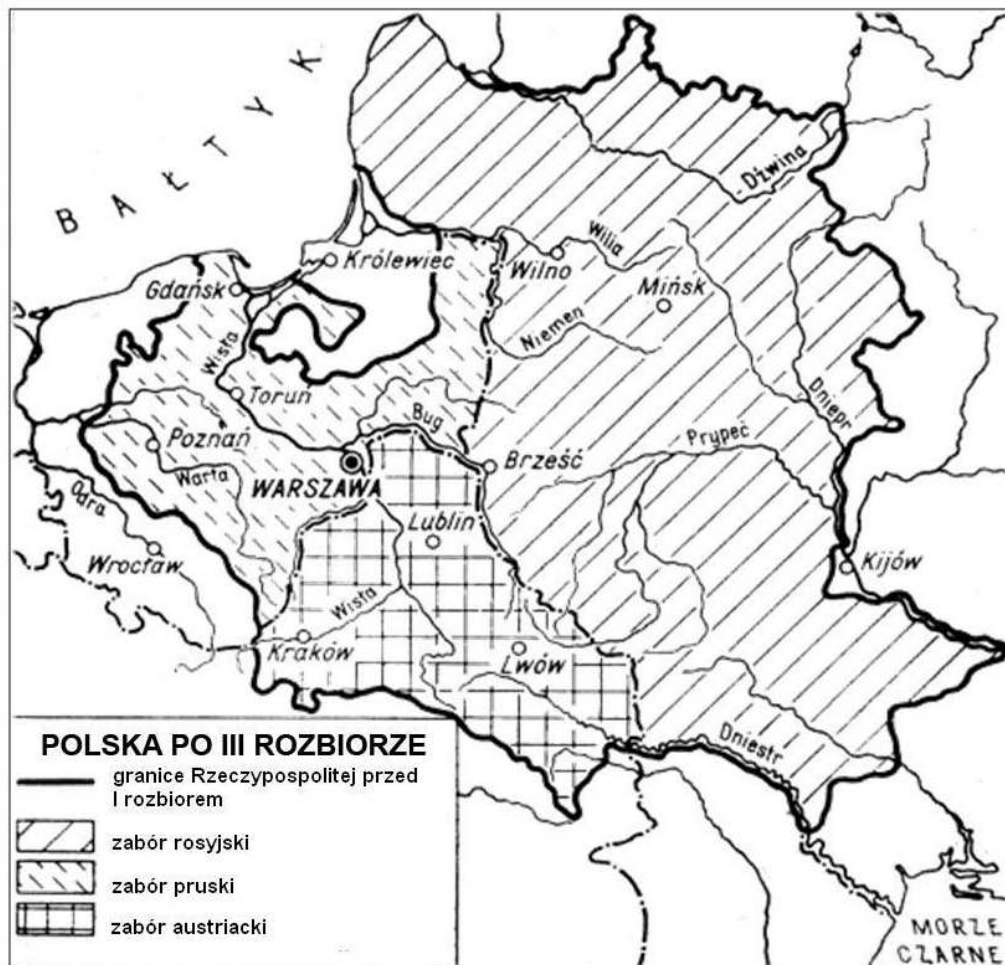 BAŁTYK
Dźwina
Królewiec
Wilno
Wilia
Gdańsk
Mińsk
Niemen
Wisła
Toruń
Dniepr
Bug
Poznań
Prypeć
Brześć
Warta
WARSZAWA
Odra
Lublin
Wrocław
Kijów
Wisła
Kraków
Lwów
Dniestr
POLSKA PO III ROZBIORZE
granice Rzeczypospolitej przed
I rozbiorem
zabór rosyjski
zabór pruski
zabór austriacki
MORZE
CZARNE